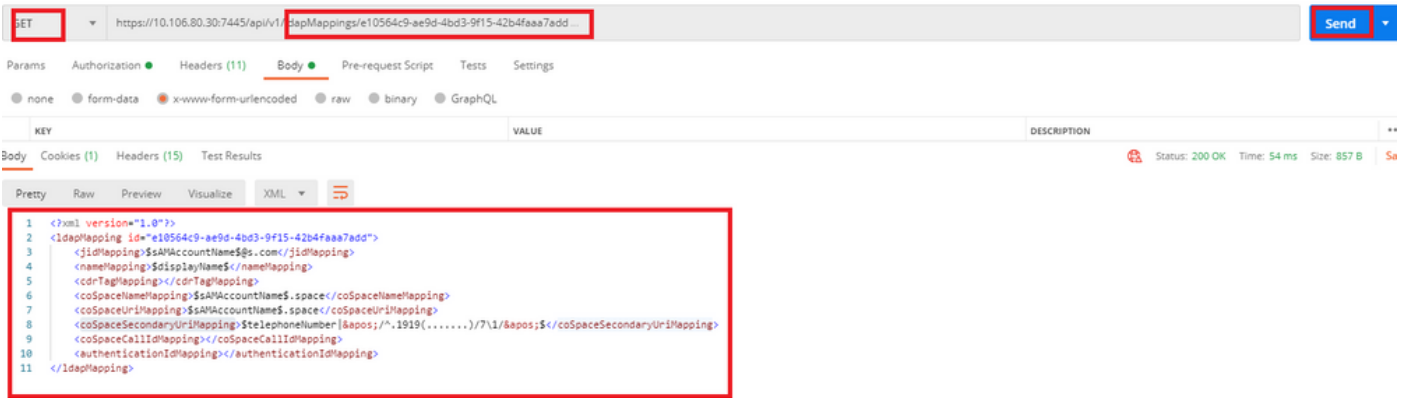 GET https://10.106.80.30:7445/api/v1/ldapMappings/e10564c9-ae9d-4bd3-9f15-42b4faaa7add ... Send
Params Authorization Headers (11) Body Pre-request Script Tests Settings
none form-data x-www-form-urlencoded raw binary GraphQL
KEY VALUE DESCRIPTION
Body Cookies (1) Headers (15) Test Results Status: 200 OK Time: 54 ms Size: 857 B Sa
Pretty Raw Preview Visualize XML
1 <?xml version="1.0"?>
2 <ldapMapping id="e10564c9-ae9d-4bd3-9f15-42b4faaa7add">
3 <jidMapping>$sAMAccountName$@s.com</jidMapping>
4 <nameMapping>$displayName$</nameMapping>
5 <cdrTagMapping></cdrTagMapping>
6 <coSpaceNameMapping>$sAMAccountName$.space</coSpaceNameMapping>
7 <coSpaceUriMapping>$sAMAccountName$.space</coSpaceUriMapping>
8 <coSpaceSecondaryUriMapping>$telephoneNumber|&apos;/^.1919(.......)/7\1/&apos;$</coSpaceSecondaryUriMapping>
9 <coSpaceCallIdMapping></coSpaceCallIdMapping>
10 <authenticationIdMapping></authenticationIdMapping>
11 </ldapMapping>